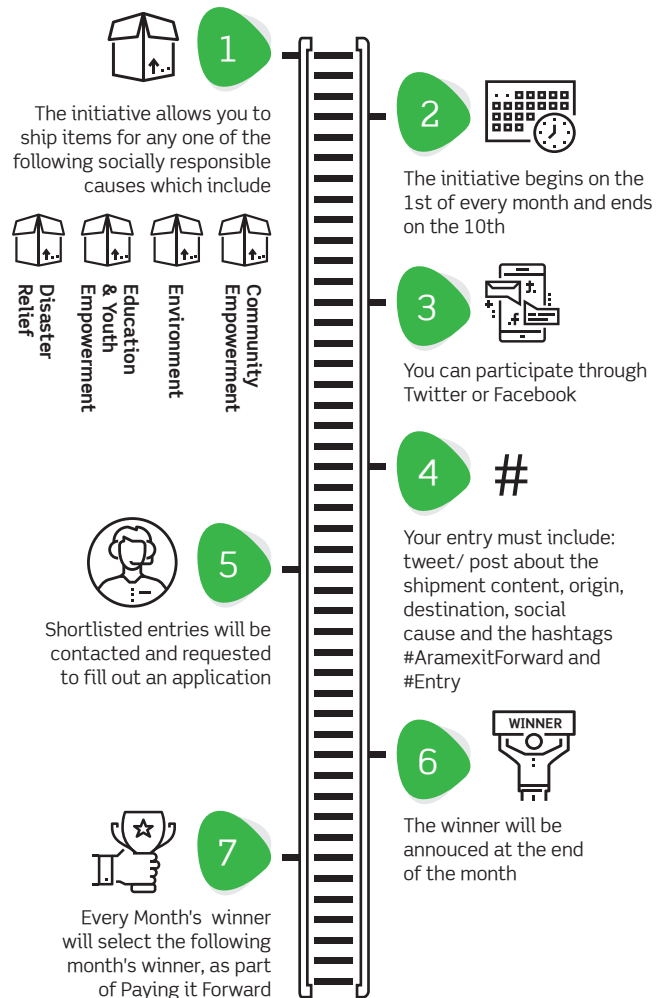 1
The initiative allows you to
ship items for any one of the
following socially responsible
causes which include
Disaster
Relief
Education
& Youth
Empowerment
Environment
Community
Empowerment
2
The initiative begins on the
1st of every month and ends
on the 10th
3
You can participate through
Twitter or Facebook
4
#
Your entry must include:
tweet/ post about the
shipment content, origin,
destination, social
cause and the hashtags
#AramexitForward and
#Entry
5
Shortlisted entries will be
contacted and requested
to fill out an application
WINNER
6
The winner will be
annouced at the end
of the month
7
Every Month's winner
will select the following
month's winner, as part
of Paying it Forward